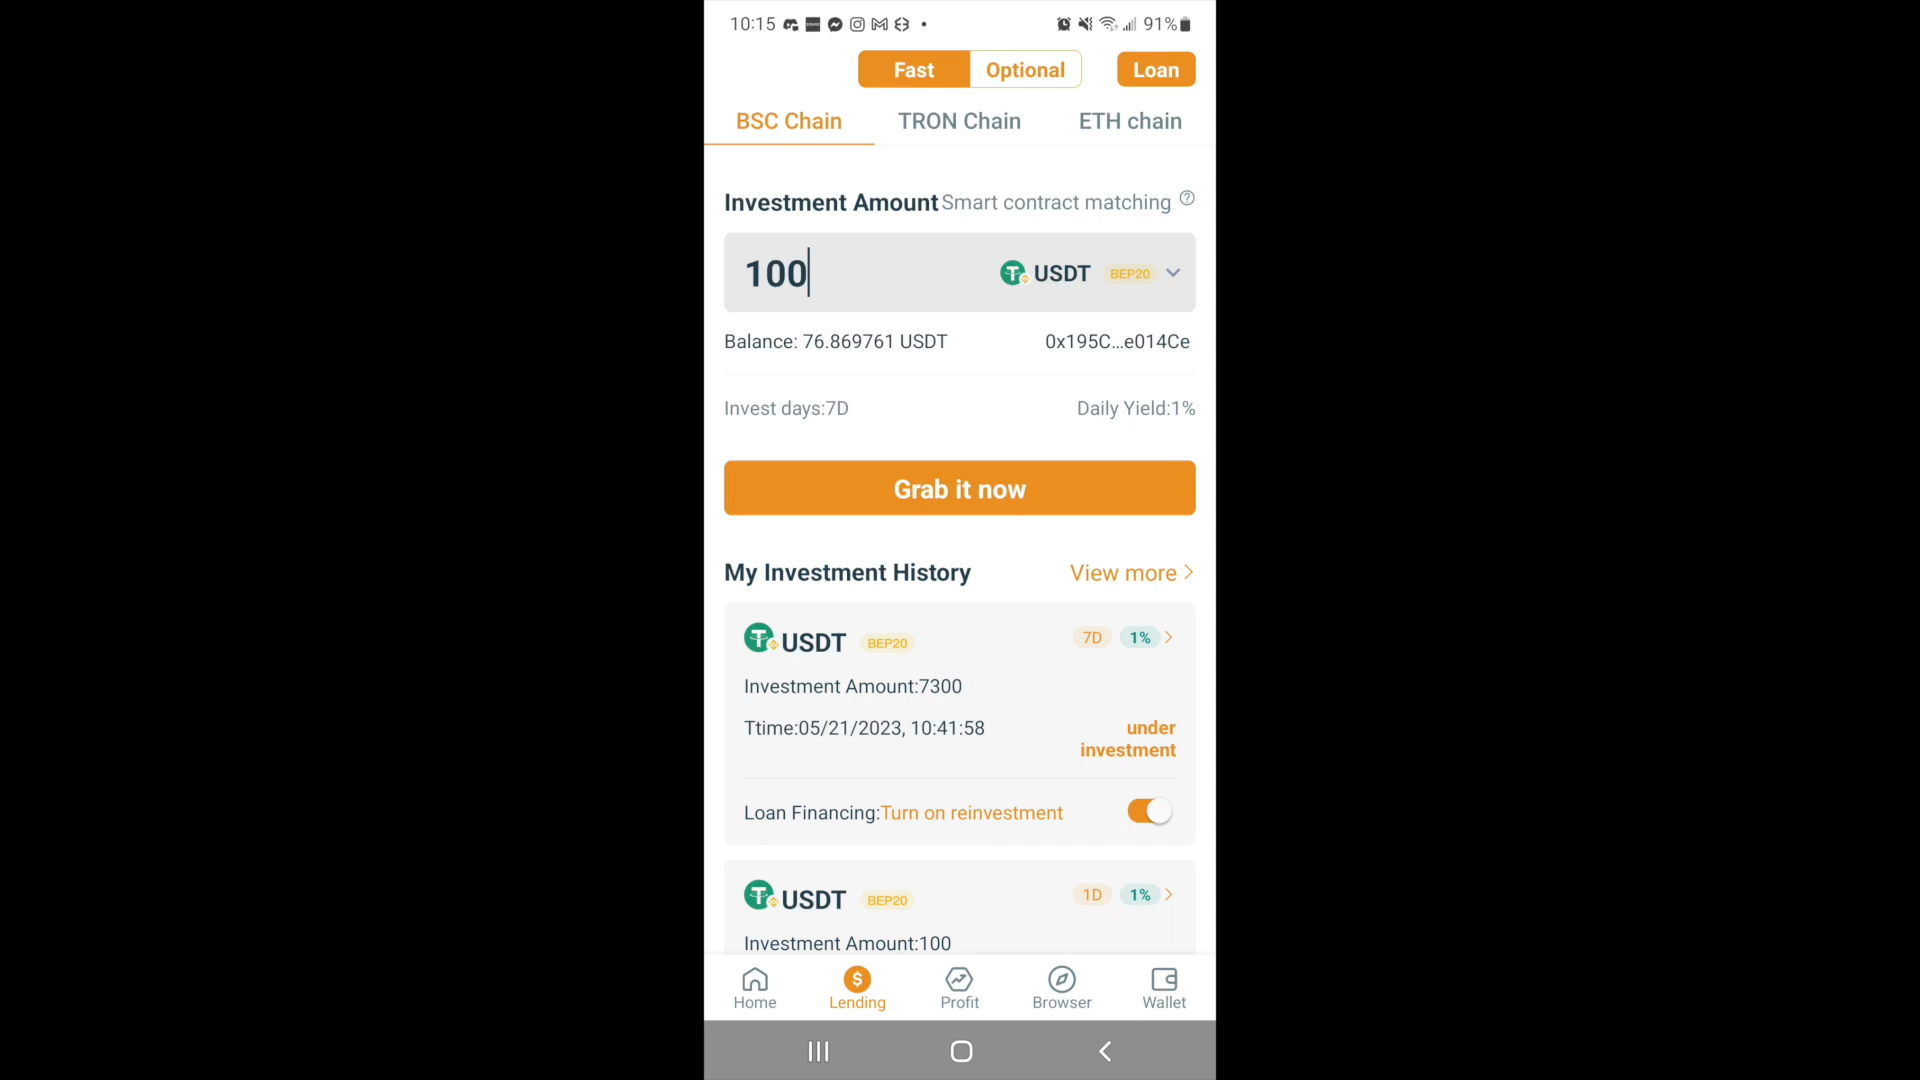 10:15
91%
Fast Optional Loan
BSC Chain TRON Chain ETH chain
Investment Amount Smart contract matching ?
100 USDT BEP20
Balance: 76.869761 USDT 0x195C...e014Ce
Invest days:7D Daily Yield:1%
Grab it now
My Investment History View more >
USDT BEP20 7D 1% >
Investment Amount:7300
Ttime:05/21/2023, 10:41:58 under
investment
Loan Financing:Turn on reinvestment
USDT BEP20 1D 1% >
Investment Amount:100
Home Lending Profit Browser Wallet